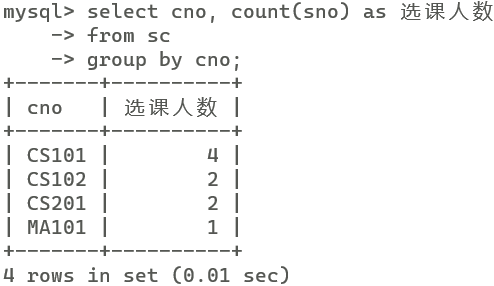 mysql> select cno, count(sno) as 选课人数
    -> from sc
    -> group by cno;
+-------+----------+
| cno   | 选课人数 |
+-------+----------+
| CS101 |        4 |
| CS102 |        2 |
| CS201 |        2 |
| MA101 |        1 |
+-------+----------+
4 rows in set (0.01 sec)